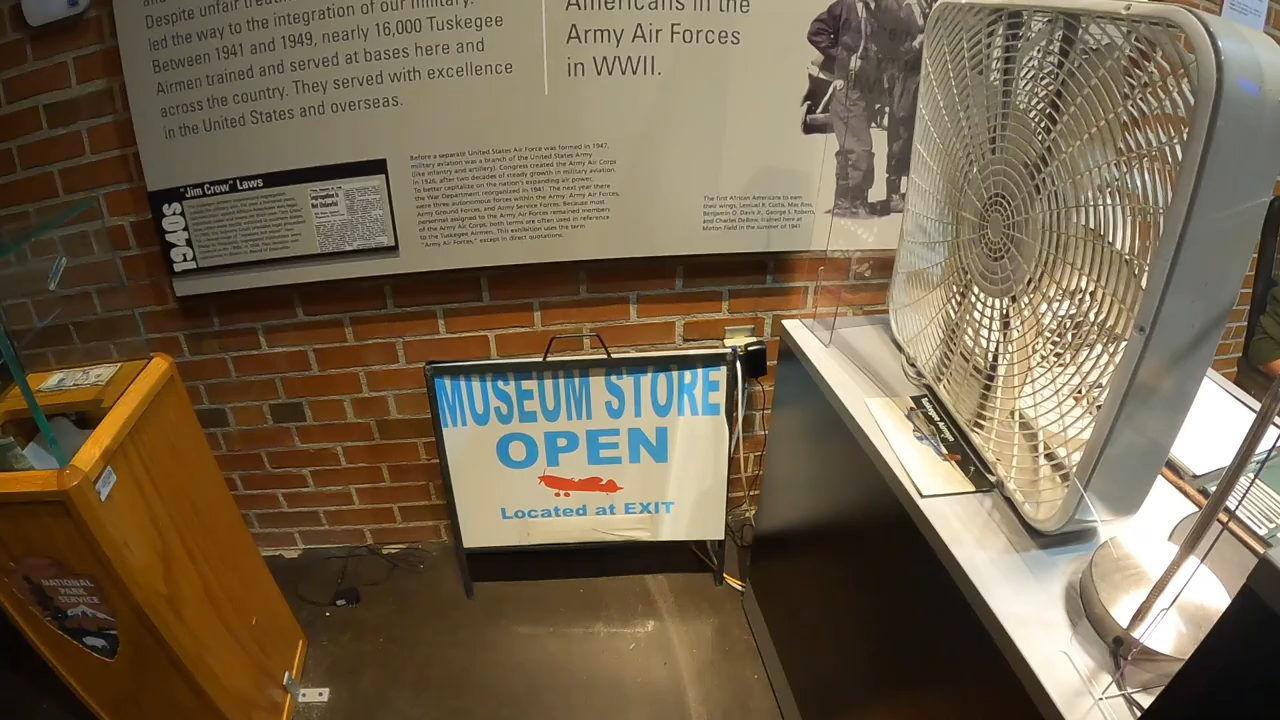 Despite unfair
led the way to the integration of our military.
Between 1941 and 1949, nearly 16,000 Tuskegee
Airmen trained and served at bases here and
across the country. They served with excellence
in the United States and overseas.
Americans in the
Army Air Forces
in WWII.
Before a separate United States Air Force was formed in 1947,
military aviation was a branch of the United States Army
(like infantry and artillery). Congress created the Army Air Corps
in 1926, after two decades of steady growth in military aviation.
To better capitalize on the nation's expanding air power,
the War Department reorganized in 1941. The next year there
were three autonomous forces within the Army: Army Air Forces,
Army Ground Forces, and Army Service Forces. Because most
personnel assigned to the Army Air Forces remained members
of the Army Air Corps, both terms are often used in reference
to the Tuskegee Airmen. This exhibition uses the term
"Army Air Forces," except in direct quotations.
The first African Americans to earn
their wings, Lemuel R. Custis, Mac Ross,
Benjamin O. Davis Jr., George S. Roberts,
and Charles DeBow, trained here at
Moton Field in the summer of 1941
"Jim Crow" Laws
1940s
MUSEUM STORE
OPEN
Located at EXIT
NATIONAL
PARK
SERVICE
Tuskegee Airmen